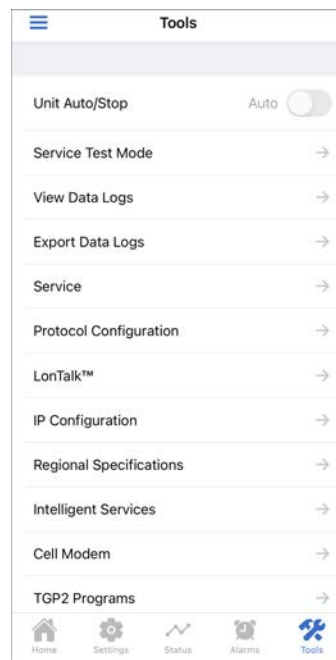 Tools
Unit Auto/Stop Auto
Service Test Mode
View Data Logs
Export Data Logs
Service
Protocol Configuration
LonTalk™
IP Configuration
Regional Specifications
Intelligent Services
Cell Modem
TGP2 Programs
Home Settings Status Alarms Tools